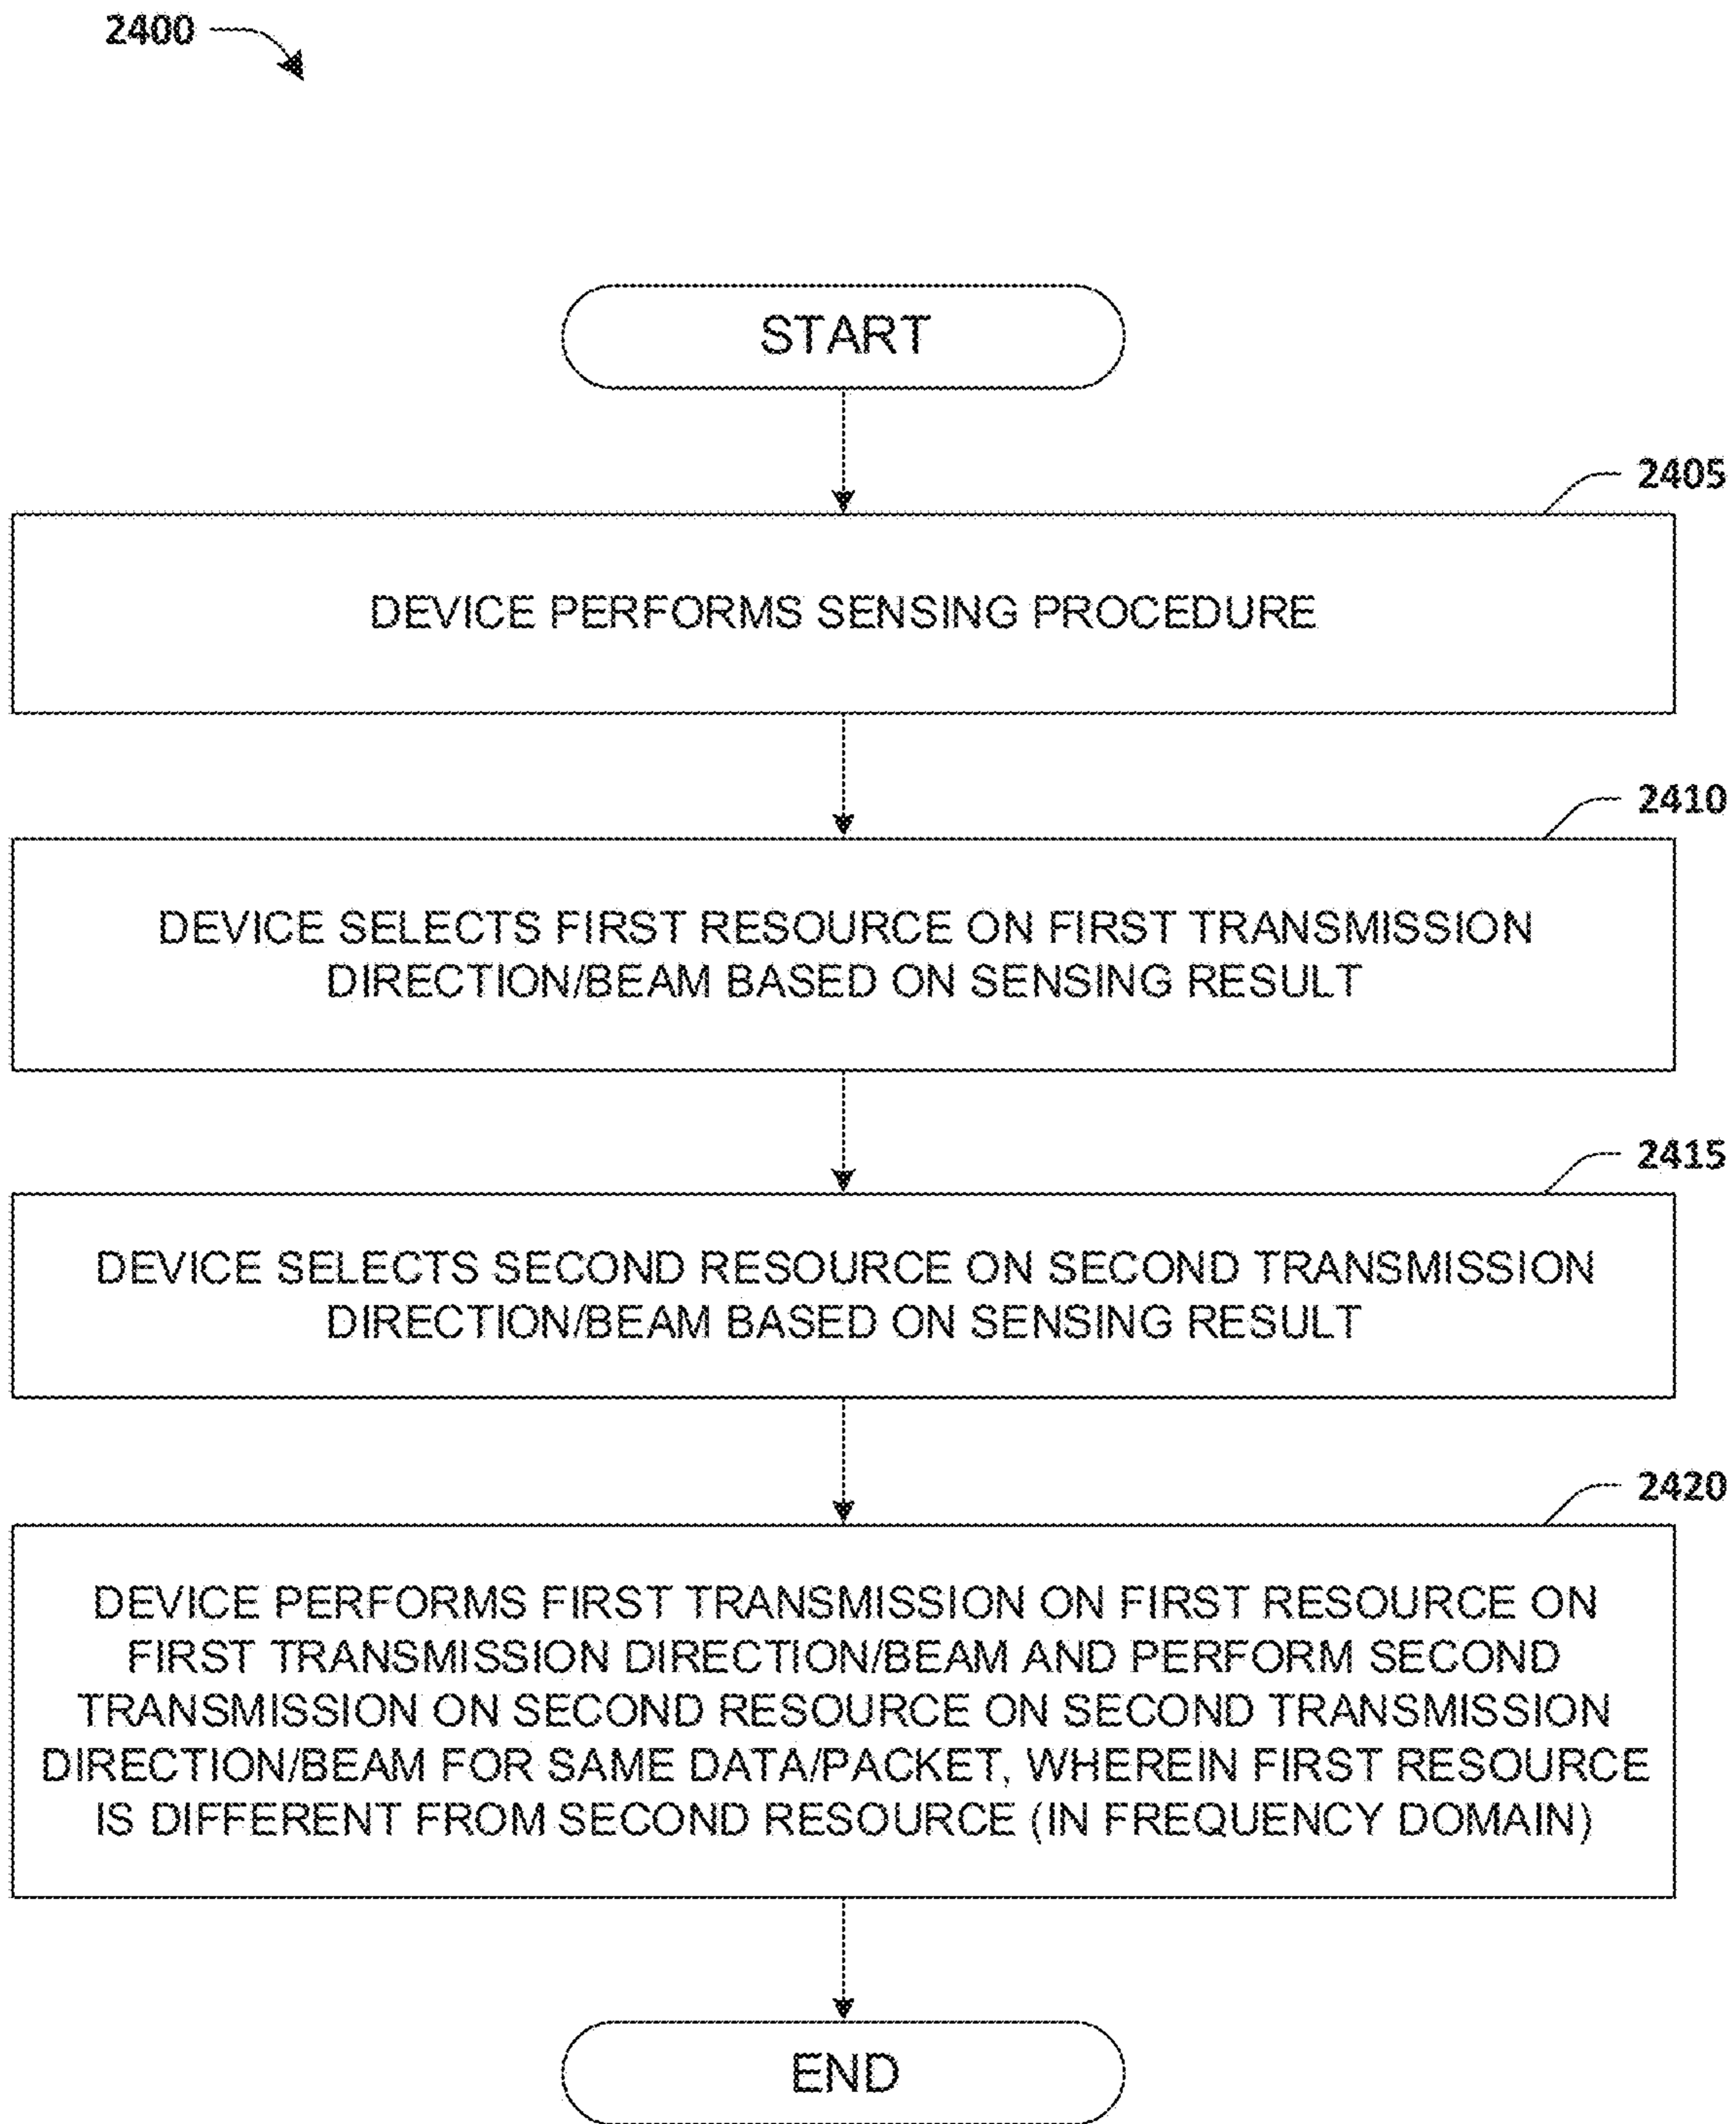 2400
START
2405
DEVICE PERFORMS SENSING PROCEDURE
2410
DEVICE SELECTS FIRST RESOURCE ON FIRST TRANSMISSION
DIRECTION/BEAM BASED ON SENSING RESULT
2415
DEVICE SELECTS SECOND RESOURCE ON SECOND TRANSMISSION
DIRECTION/BEAM BASED ON SENSING RESULT
2420
DEVICE PERFORMS FIRST TRANSMISSION ON FIRST RESOURCE ON
FIRST TRANSMISSION DIRECTION/BEAM AND PERFORM SECOND
TRANSMISSION ON SECOND RESOURCE ON SECOND TRANSMISSION
DIRECTION/BEAM FOR SAME DATA/PACKET, WHEREIN FIRST RESOURCE
IS DIFFERENT FROM SECOND RESOURCE (IN FREQUENCY DOMAIN)
END